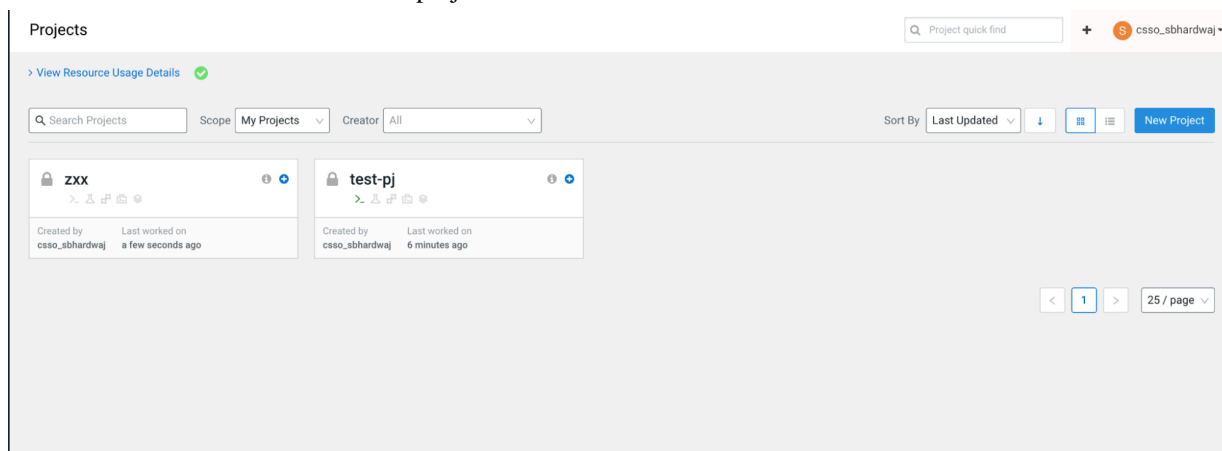 Projects
Project quick find
+
S csso_sbhardwaj
> View Resource Usage Details
Search Projects
Scope My Projects
Creator All
Sort By Last Updated
New Project
zxx
Created by Last worked on
csso_sbhardwaj a few seconds ago
test-pj
Created by Last worked on
csso_sbhardwaj 6 minutes ago
< 1 > 25 / page